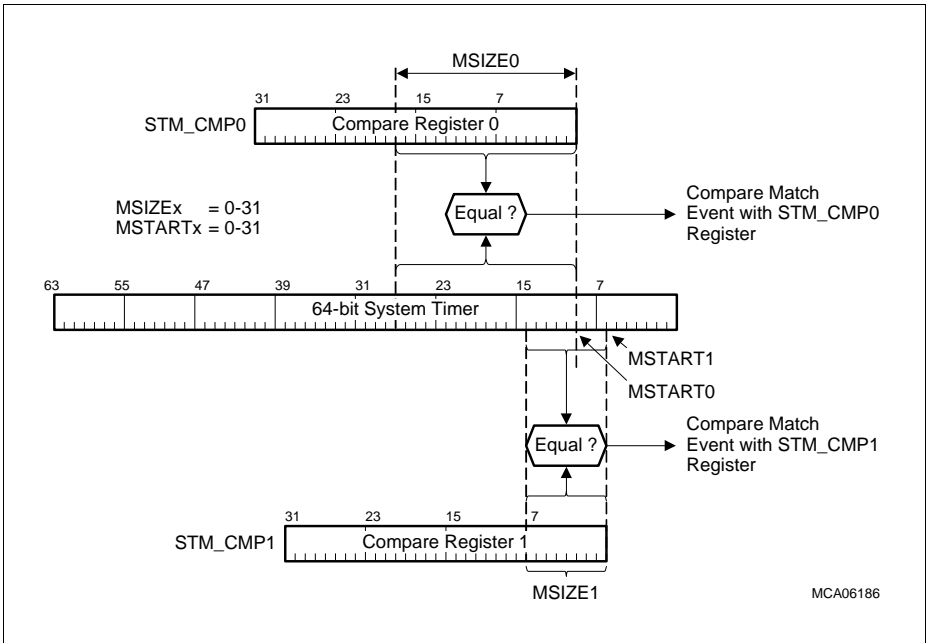 MSIZE0
31 23 15 7
STM_CMP0 Compare Register 0
MSIZEx = 0-31
MSTARTx = 0-31
Equal ?
Compare Match
Event with STM_CMP0
Register
63 55 47 39 31 23 15 7
64-bit System Timer
MSTART1
MSTART0
Equal ?
Compare Match
Event with STM_CMP1
Register
31 23 15 7
STM_CMP1 Compare Register 1
MSIZE1
MCA06186